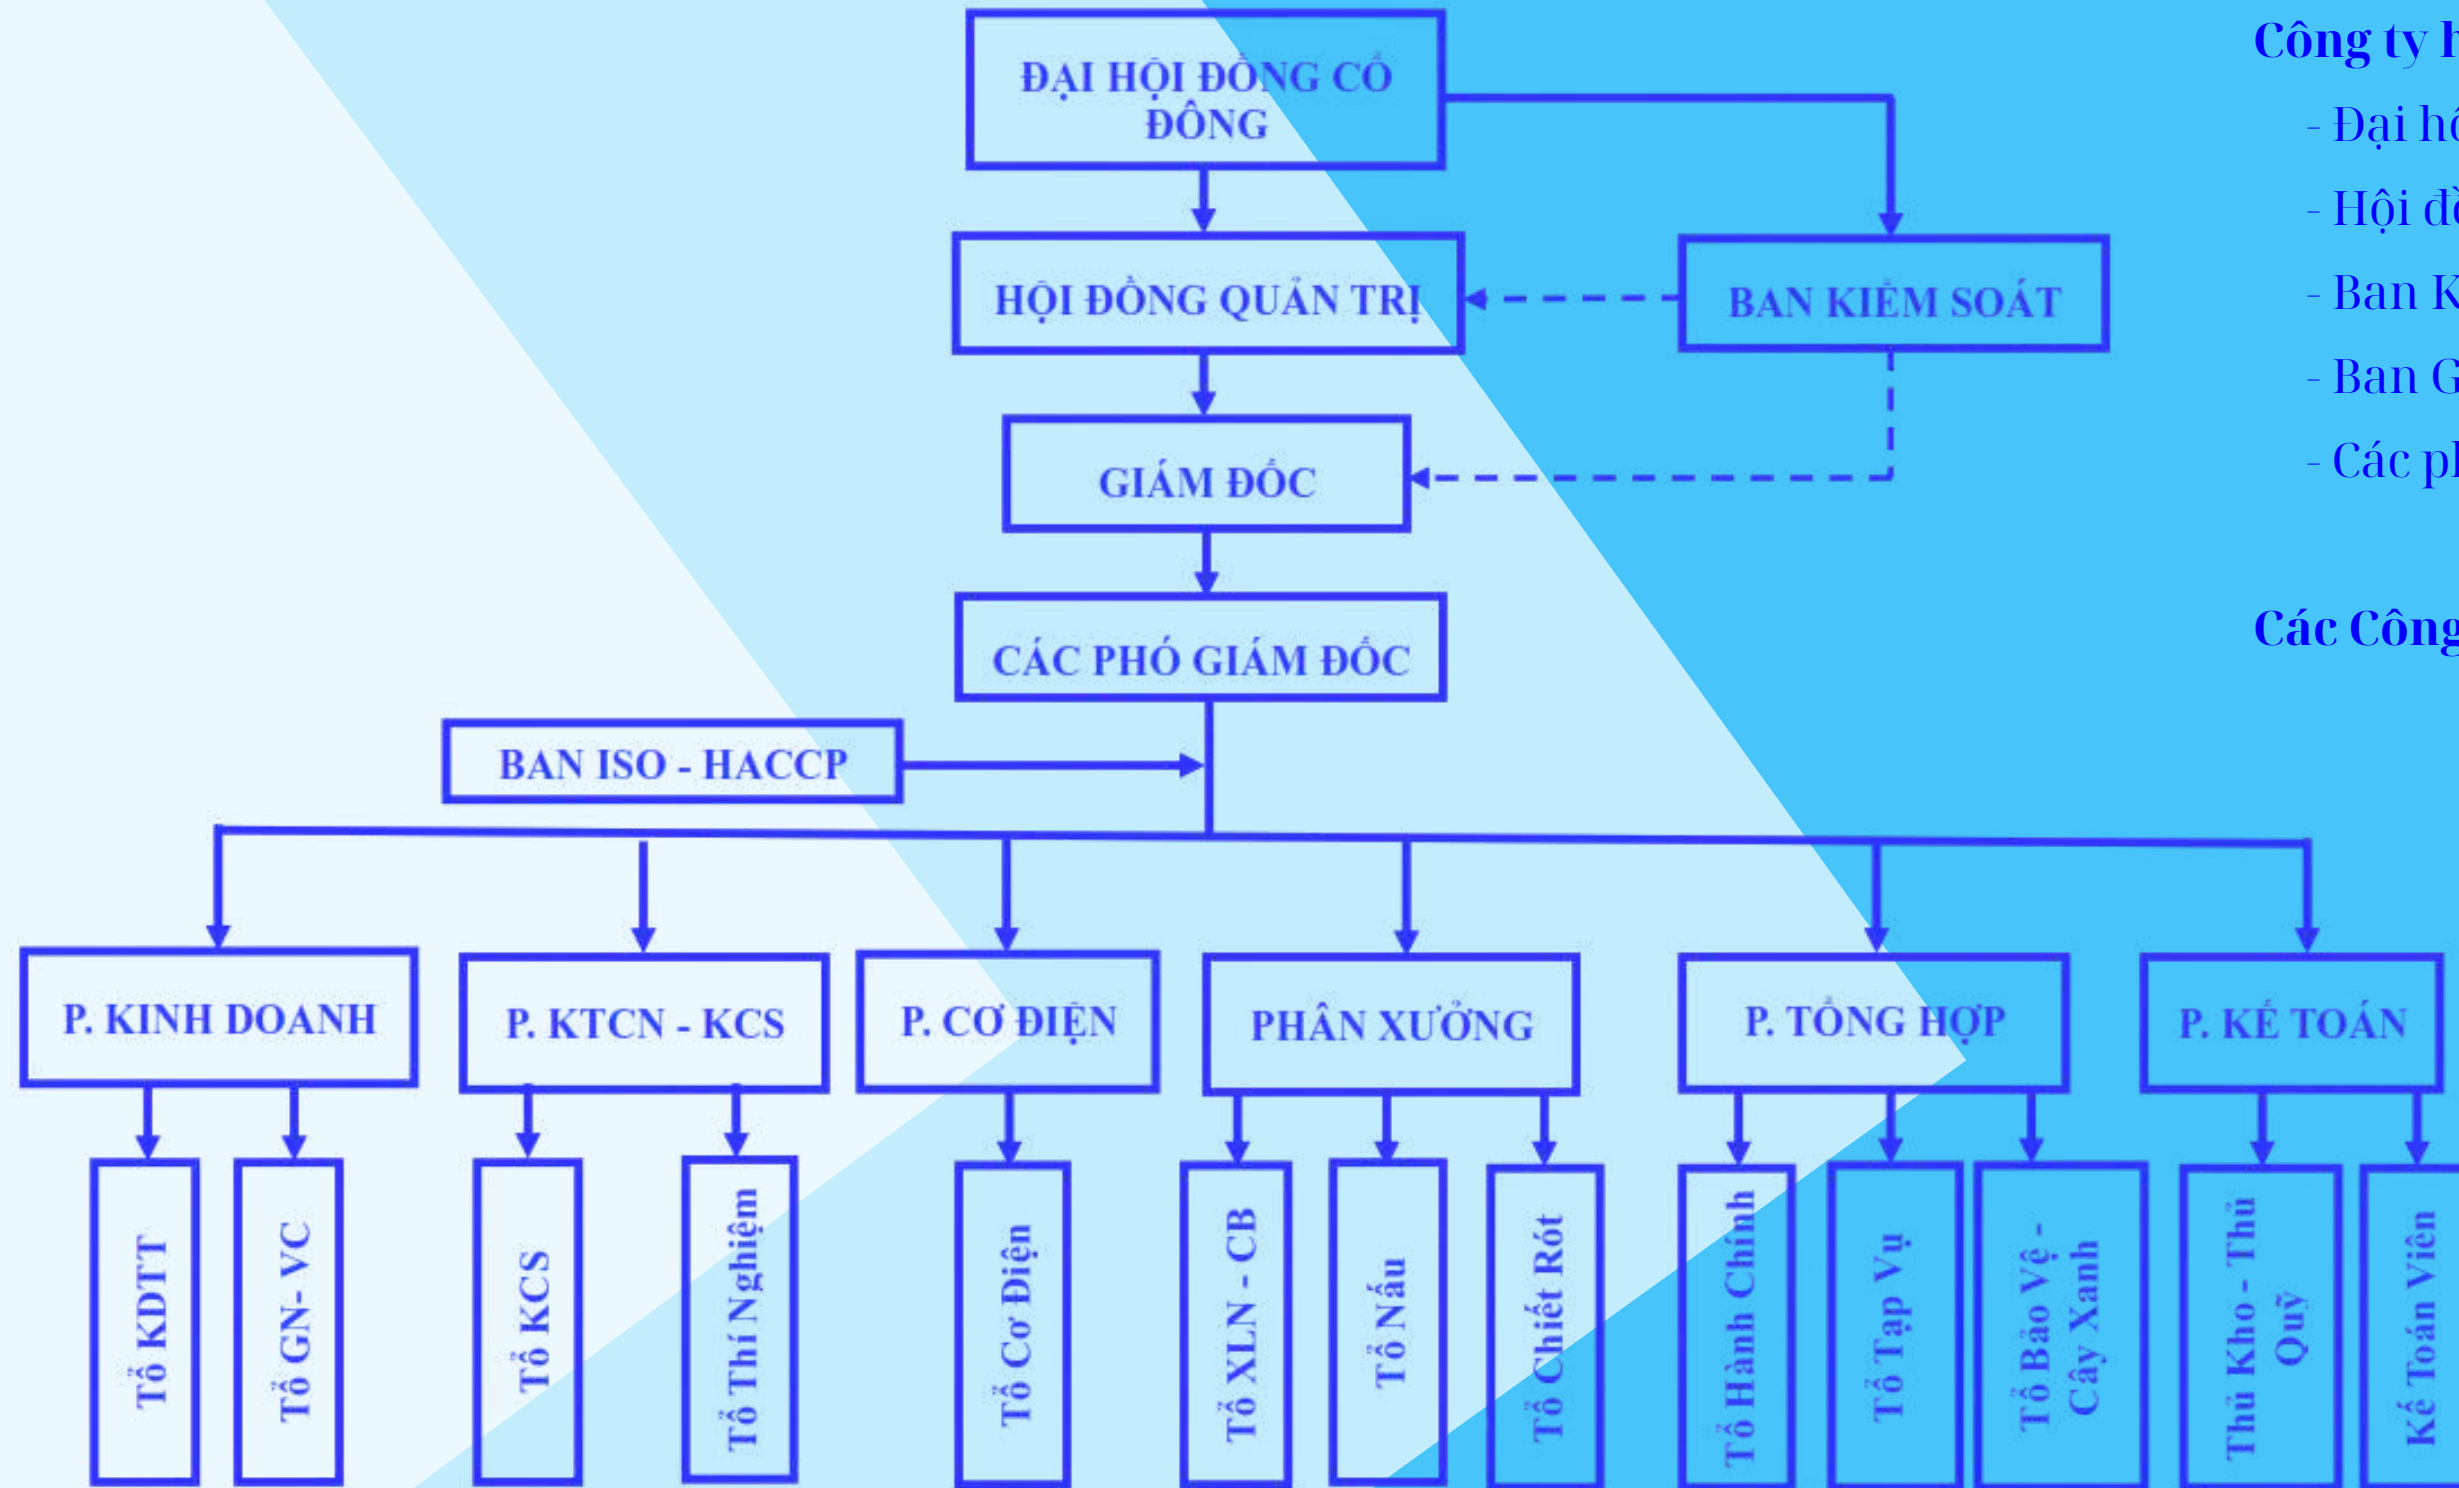 ĐẠI HỘI ĐỒNG CỔ
ĐÔNG
HỘI ĐỒNG QUẢN TRỊ
BAN KIỂM SOÁT
GIÁM ĐỐC
CÁC PHÓ GIÁM ĐỐC
BAN ISO - HACCP
P. KINH DOANH
P. KTCN - KCS
P. CƠ ĐIỆN
PHÂN XƯỞNG
P. TỔNG HỢP
P. KẾ TOÁN
Tổ KDTT
Tổ GN- VC
Tổ KCS
Tổ Thí Nghiệm
Tổ Cơ Điện
Tổ XLN - CB
Tổ Nấu
Tổ Chiết Rót
Tổ Hành Chính
Tổ Tạp Vụ
Tổ Bảo Vệ -
Cây Xanh
Thủ Kho - Thủ
Quỹ
Kế Toán Viên
Công ty
- Đại
- Hội
- Ban
- Ban
- Các
Các Công